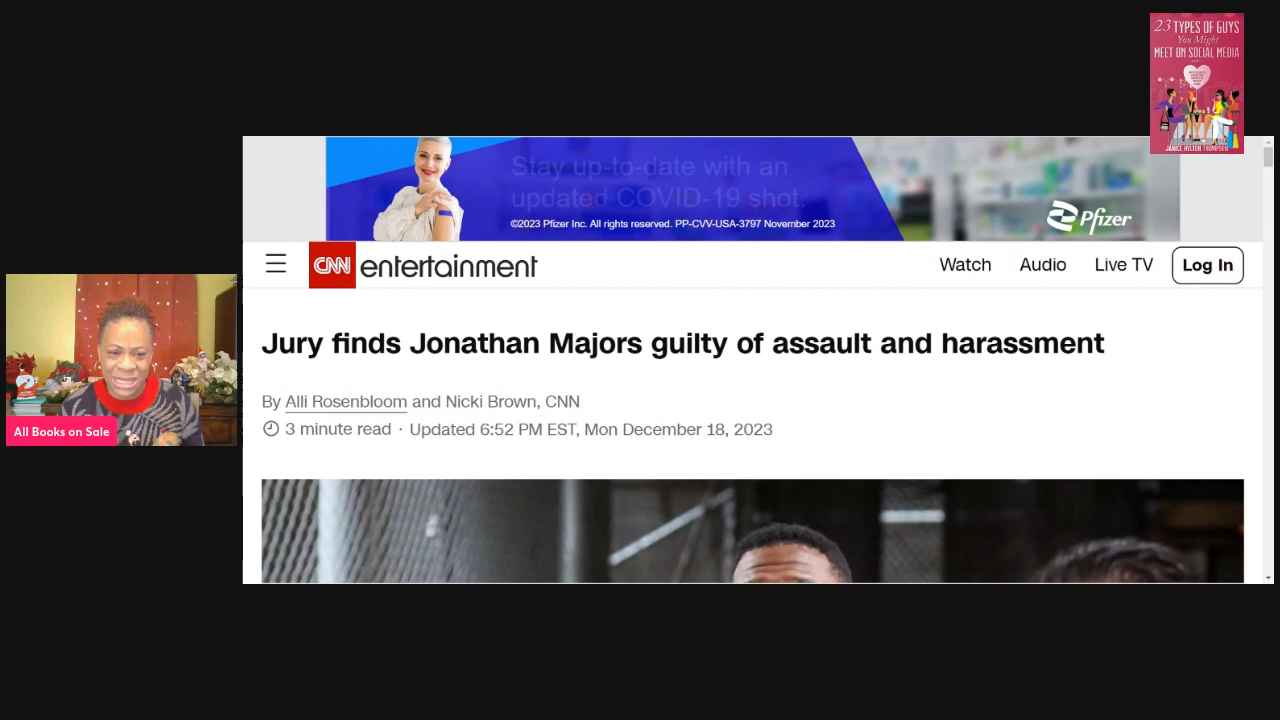 23 TYPES OF GUYS
You Might
MEET ON SOCIAL MEDIA
JANICE HYLTON THOMPSON
Stay up-to-date with an
updated COVID-19 shot.
©2023 Pfizer Inc. All rights reserved. PP-CVV-USA-3797 November 2023
Pfizer
CNN entertainment
Watch
Audio
Live TV
Log In
Jury finds Jonathan Majors guilty of assault and harassment
By Alli Rosenbloom and Nicki Brown, CNN
3 minute read · Updated 6:52 PM EST, Mon December 18, 2023
All Books on Sale